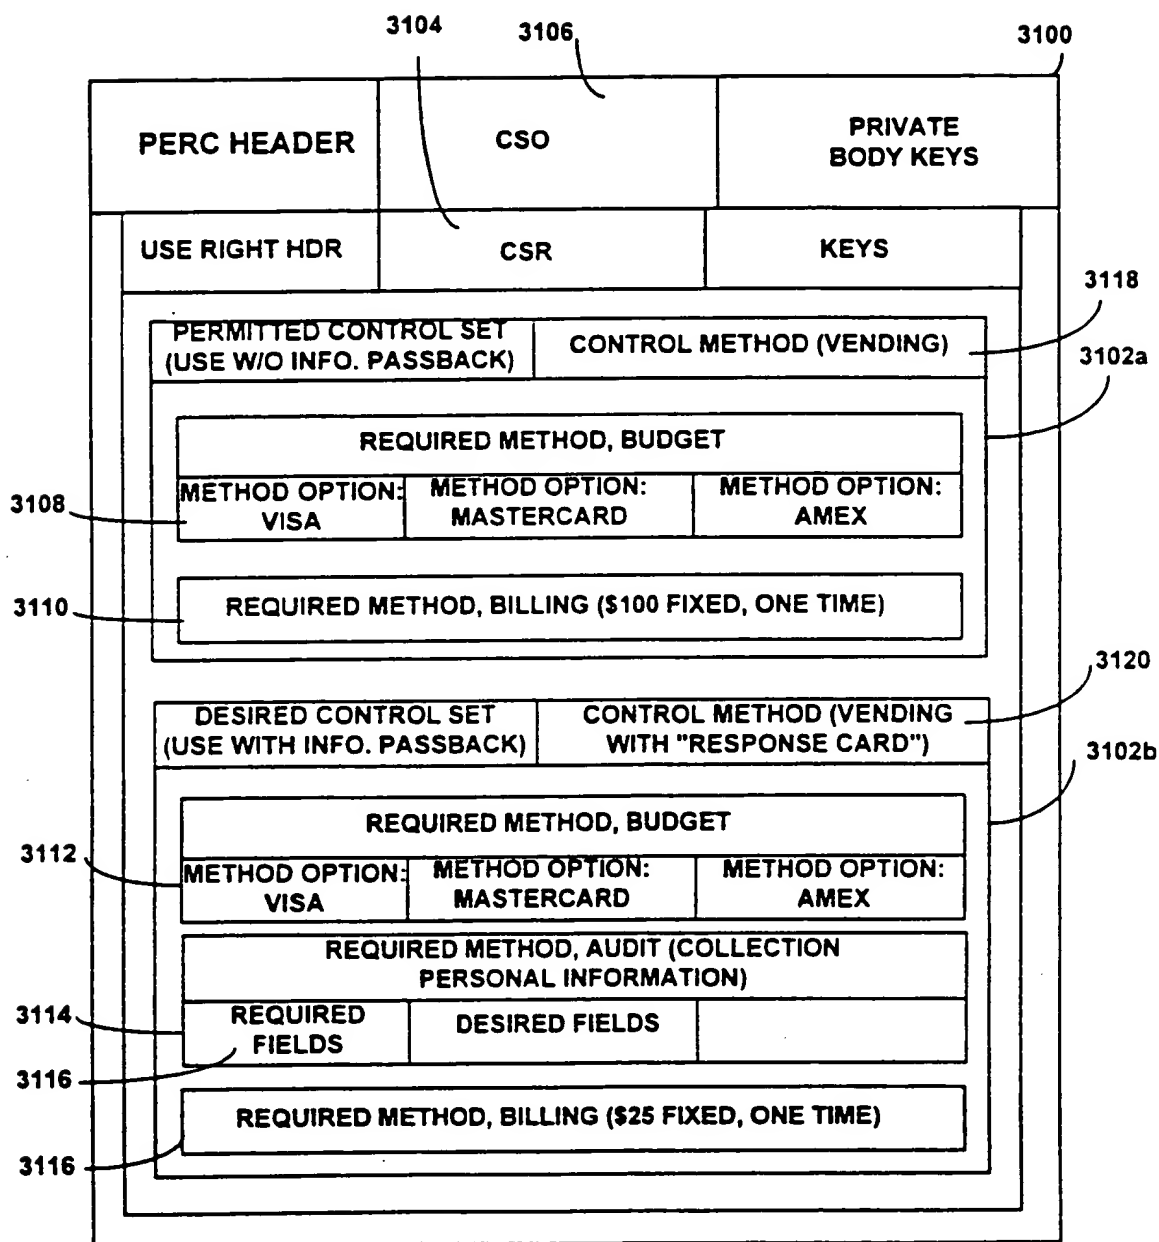 3104
3106
3100
PERC HEADER
CSO
PRIVATE
BODY KEYS
USE RIGHT HDR
CSR
KEYS
3118
PERMITTED CONTROL SET
(USE W/O INFO. PASSBACK)
CONTROL METHOD (VENDING)
3102a
REQUIRED METHOD, BUDGET
METHOD OPTION:
VISA
METHOD OPTION:
MASTERCARD
METHOD OPTION:
AMEX
3108
3110
REQUIRED METHOD, BILLING ($100 FIXED, ONE TIME)
3120
DESIRED CONTROL SET
(USE WITH INFO. PASSBACK)
CONTROL METHOD (VENDING
WITH "RESPONSE CARD")
3102b
REQUIRED METHOD, BUDGET
3112
METHOD OPTION:
VISA
METHOD OPTION:
MASTERCARD
METHOD OPTION:
AMEX
REQUIRED METHOD, AUDIT (COLLECTION
PERSONAL INFORMATION)
3114
REQUIRED
FIELDS
DESIRED FIELDS
3116
REQUIRED METHOD, BILLING ($25 FIXED, ONE TIME)
3116